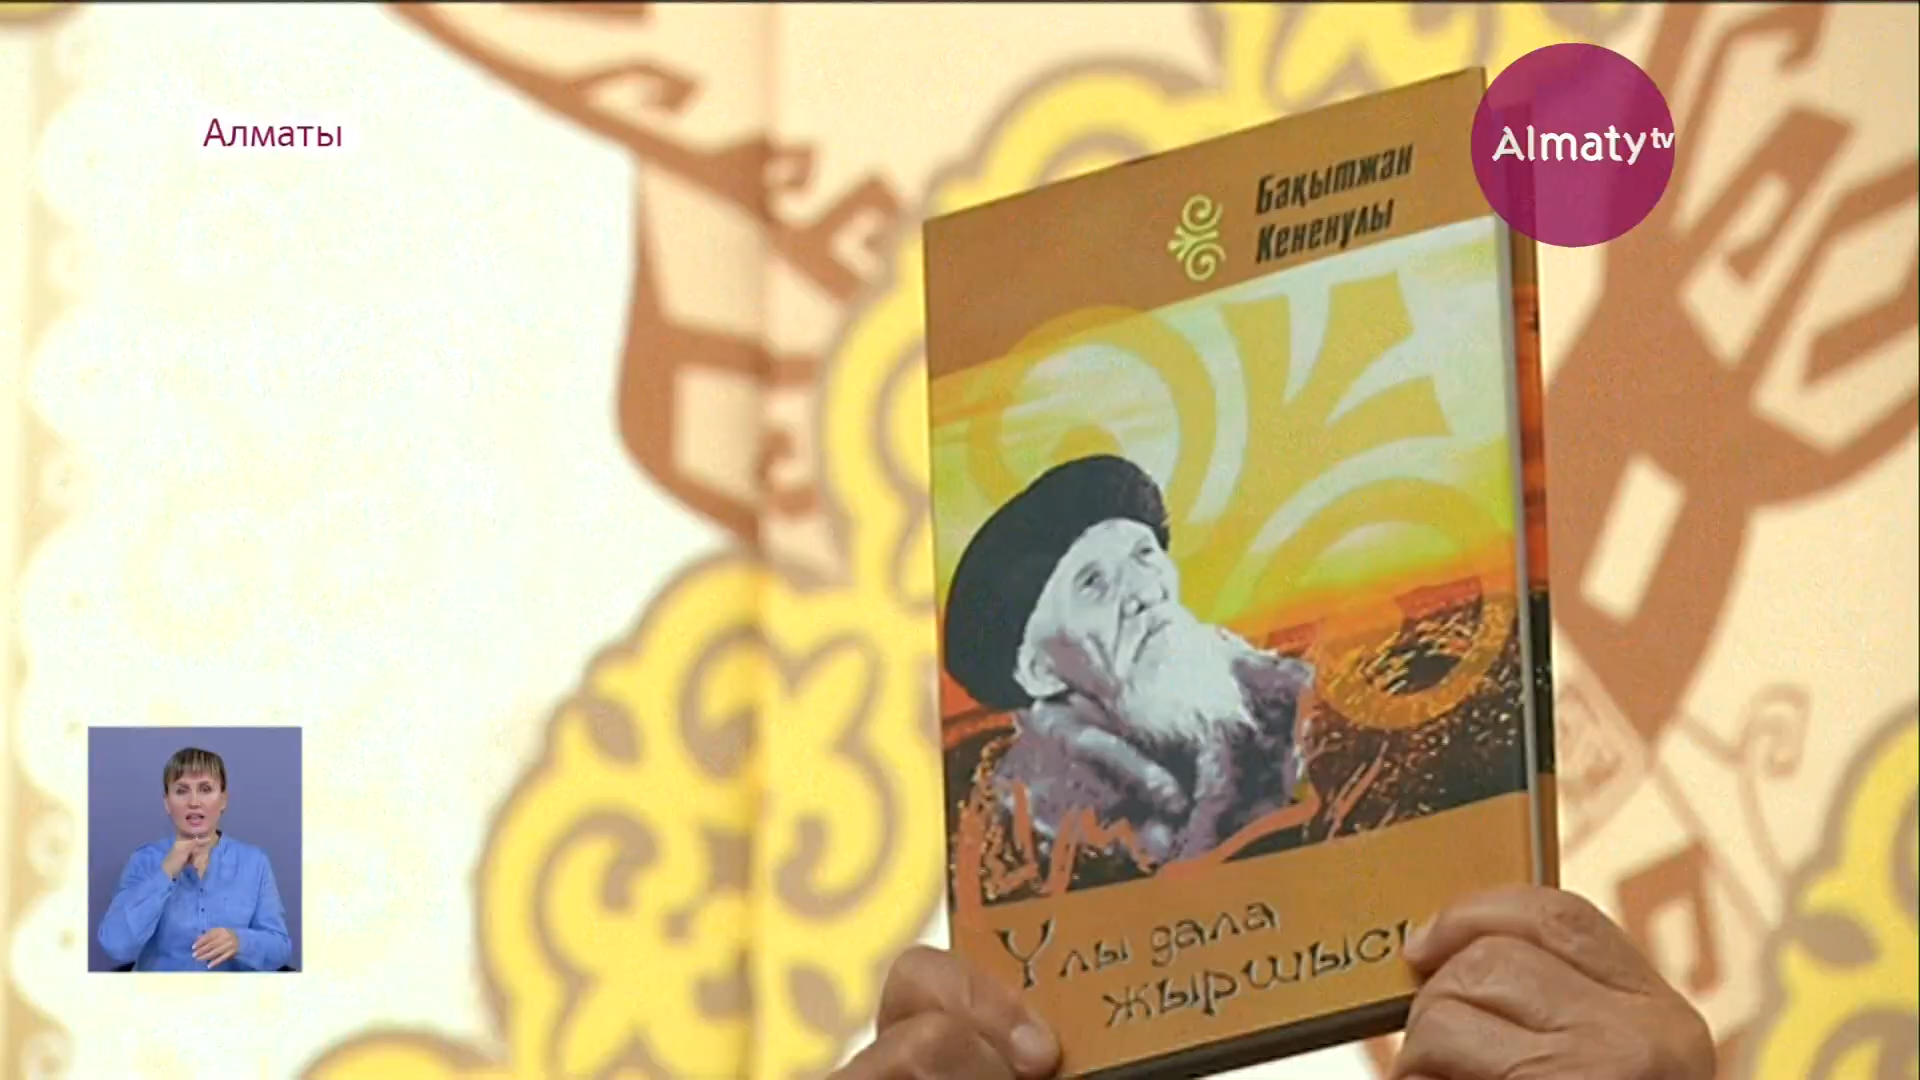 Алматы
Almaty tv
Бақытжан
Кененұлы
Ұлы дала
жыршысы